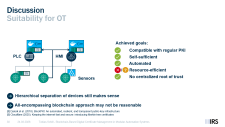 Discussion
Suitability for OT
PLC
HMI
Sensors
Achieved goals:
Compatible with regular PKI
Self-sufficient
Automated
Resource-efficient
No centralized root of trust
Hierarchical separation of devices still makes sense
All-encompassing blockchain approach may not be reasonable
IRS